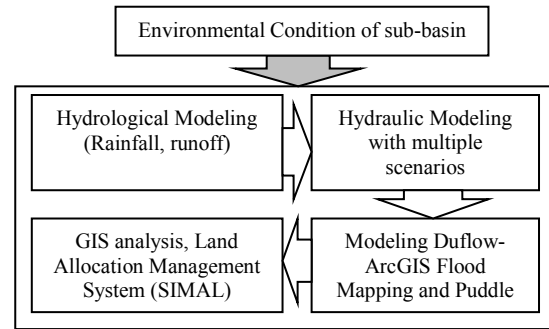 Environmental Condition of sub-basin
Hydrological Modeling
(Rainfall, runoff)
Hydraulic Modeling
with multiple
scenarios
GIS analysis, Land
Allocation Management
System (SIMAL)
Modeling Duflow-
ArcGIS Flood
Mapping and Puddle